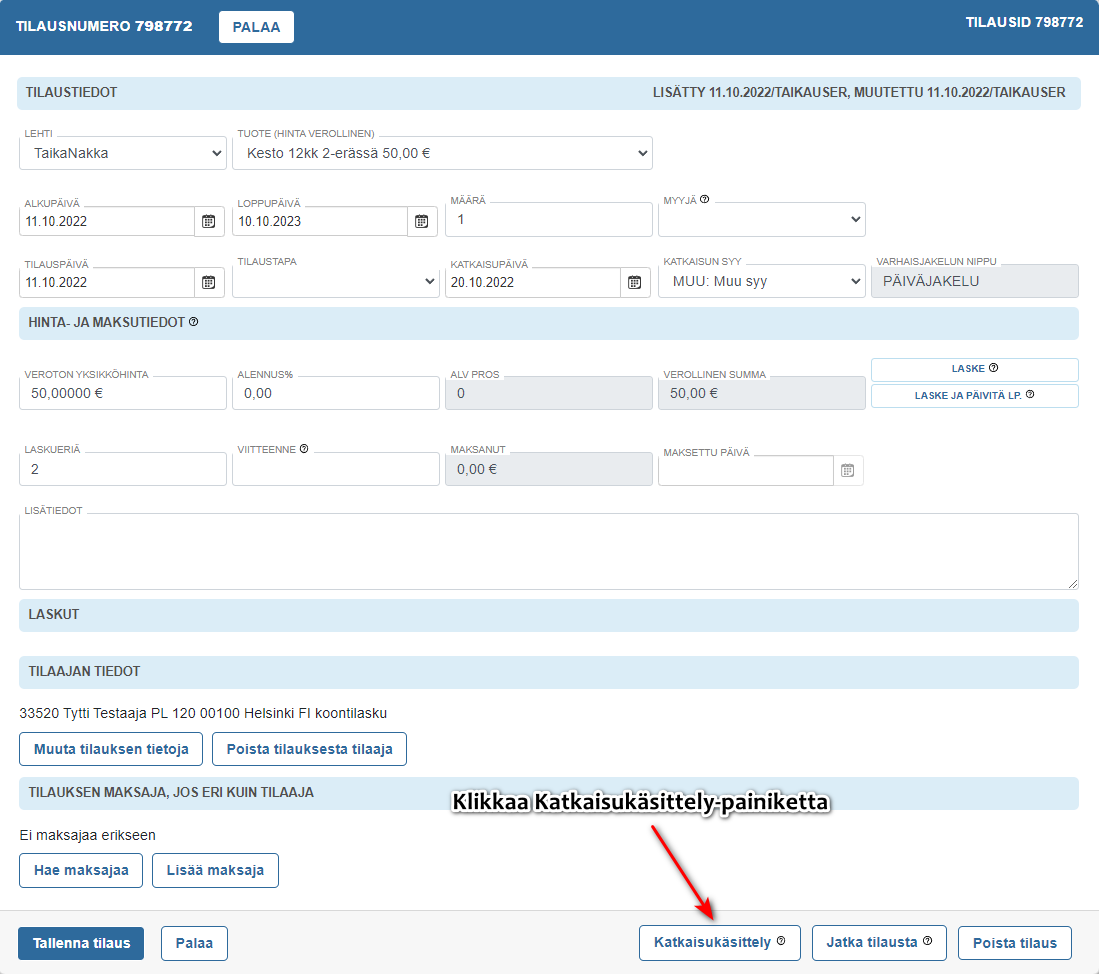 TILAUSNUMERO 798772 PALAA TILAUSID 798772
TILAUSTIEDOT LISÄTTY 11.10.2022/TAIKAUSER, MUUTETTU 11.10.2022/TAIKAUSER
LEHTI TUOTE (HINTA VEROLLINEN)
TaikaNakka Kesto 12kk 2-erässä 50,00 €
ALKUPÄIVÄ LOPPUPÄIVÄ MÄÄRÄ MYYJÄ
11.10.2022 10.10.2023 1
TILAUSPÄIVÄ TILAUSTAPA KATKAISUPÄIVÄ KATKAISUN SYY VARHAISJAKELUN NIPPU
11.10.2022 20.10.2022 MUU: Muu syy PÄIVÄJAKELU
HINTA- JA MAKSUTIEDOT
VEROTON YKSIKKÖHINTA ALENNUS% ALV PROS VEROLLINEN SUMMA LASKE
50,00000 € 0,00 0 50,00 € LASKE JA PÄIVITÄ LP.
LASKUERIÄ VIITTEENNE MAKSANUT MAKSETTU PÄIVÄ
2 0,00 €
LISÄTIEDOT
LASKUT
TILAAJAN TIEDOT
33520 Tytti Testaaja PL 120 00100 Helsinki FI koontilasku
Muuta tilauksen tietoja Poista tilauksesta tilaaja
TILAUKSEN MAKSAJA, JOS ERI KUIN TILAAJA
Klikkaa Katkaisukäsittely-painiketta
Ei maksajaa erikseen
Hae maksajaa Lisää maksaja
Tallenna tilaus Palaa Katkaisukäsittely Jatka tilausta Poista tilaus